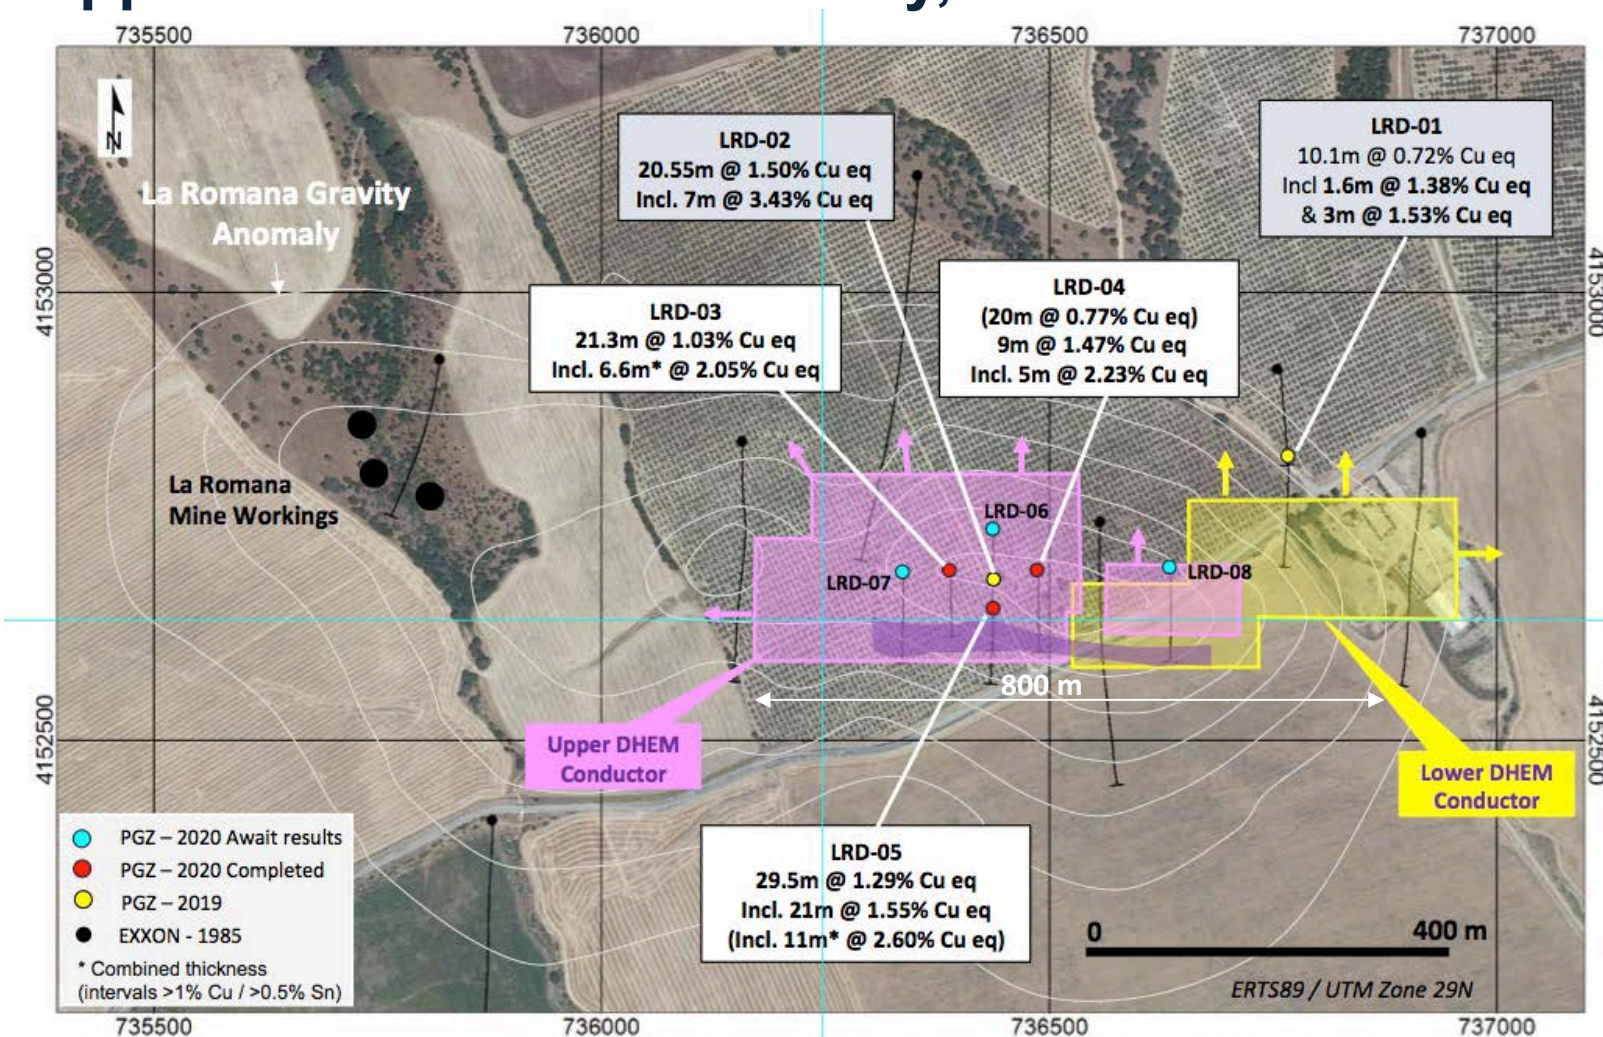 735500
736000
736500
737000
N
La Romana Gravity
Anomaly
LRD-02
20.55m @ 1.50% Cu eq
Incl. 7m @ 3.43% Cu eq
LRD-01
10.1m @ 0.72% Cu eq
Incl 1.6m @ 1.38% Cu eq
& 3m @ 1.53% Cu eq
4153000
4153000
LRD-03
21.3m @ 1.03% Cu eq
Incl. 6.6m* @ 2.05% Cu eq
LRD-04
(20m @ 0.77% Cu eq)
9m @ 1.47% Cu eq
Incl. 5m @ 2.23% Cu eq
La Romana
Mine Workings
LRD-06
LRD-07
LRD-08
800 m
4152500
4152500
Upper DHEM
Conductor
Lower DHEM
Conductor
PGZ – 2020 Await results
PGZ – 2020 Completed
PGZ – 2019
EXXON - 1985
* Combined thickness
(intervals >1% Cu / >0.5% Sn)
LRD-05
29.5m @ 1.29% Cu eq
Incl. 21m @ 1.55% Cu eq
(Incl. 11m* @ 2.60% Cu eq)
0 400 m
ERTS89 / UTM Zone 29N
735500
736000
736500
737000